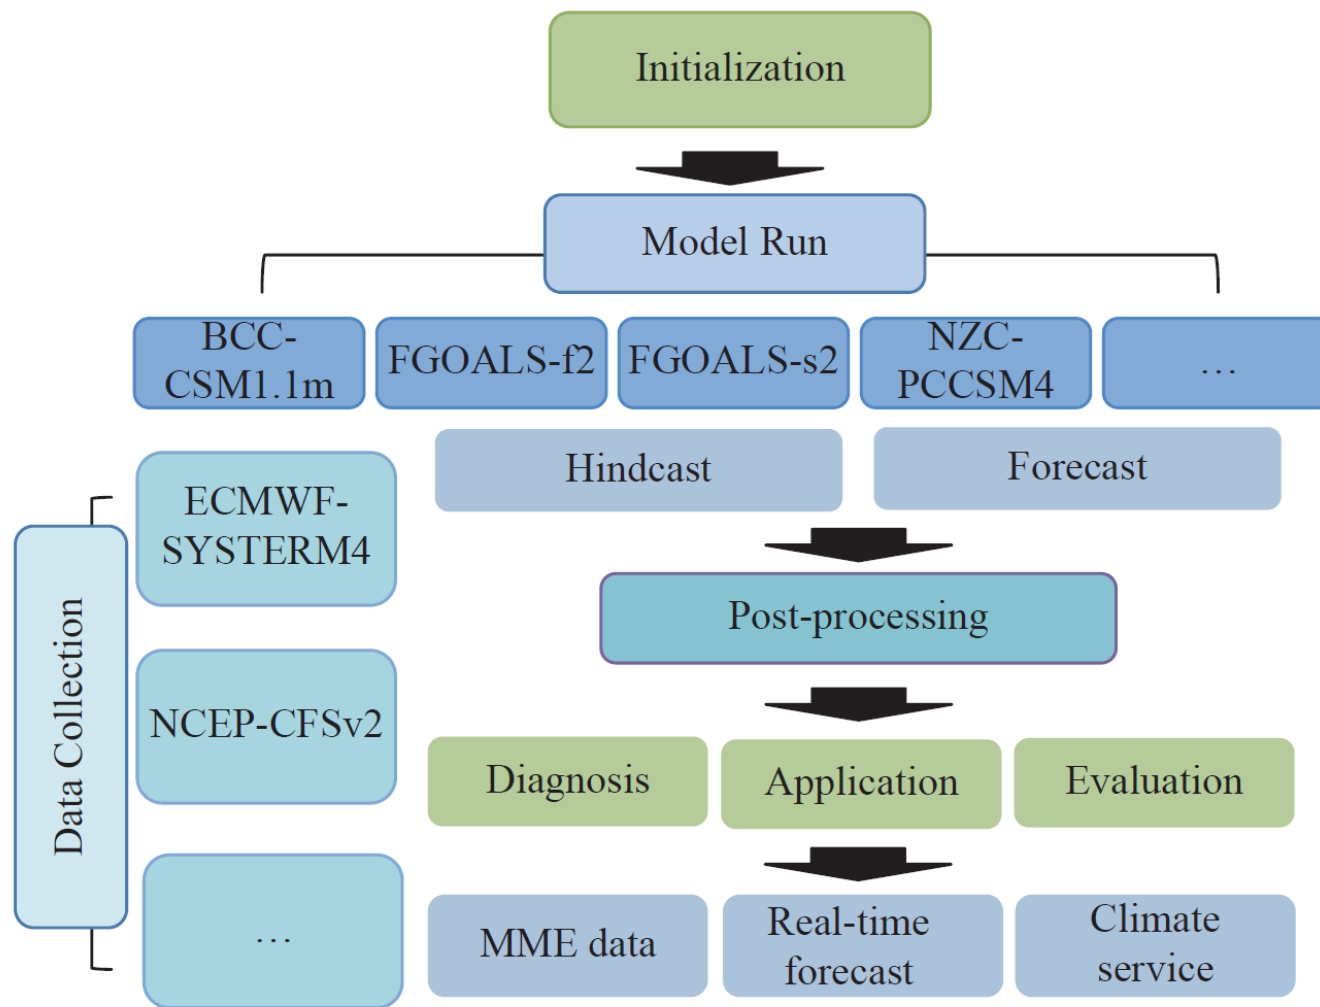 Initialization
Model Run
BCC-
CSM1.1m
FGOALS-f2
FGOALS-s2
NZC-
PCCSM4
…
Hindcast
Forecast
Data Collection
ECMWF-
SYSTERM4
NCEP-CFSv2
…
Post-processing
Diagnosis
Application
Evaluation
MME data
Real-time
forecast
Climate
service